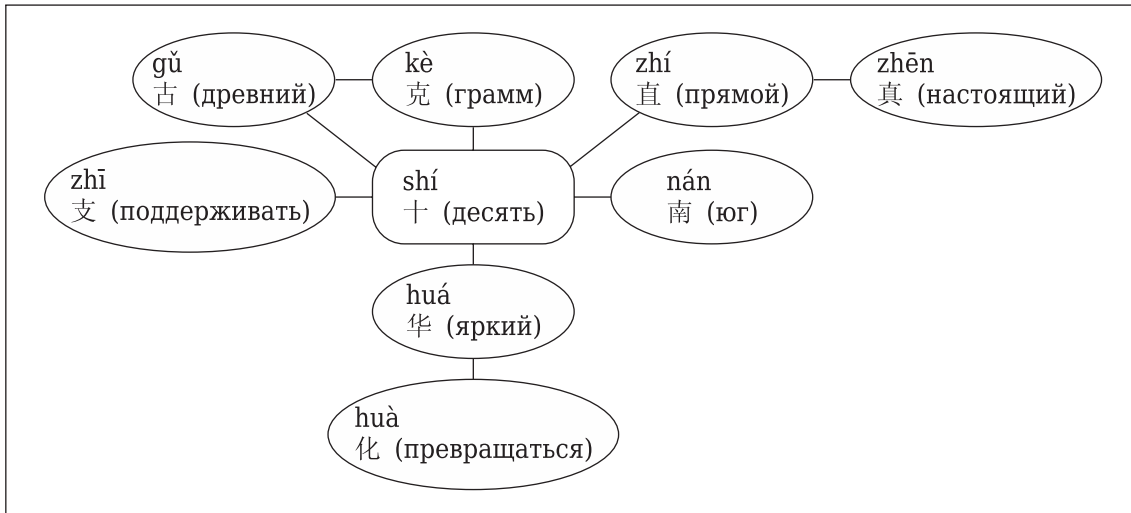 gǔ
古 (древний)
kè
克 (грамм)
zhí
直 (прямой)
zhēn
真 (настоящий)
zhī
支 (поддерживать)
shí
十 (десять)
nán
南 (юг)
huá
华 (яркий)
huà
化 (превращаться)